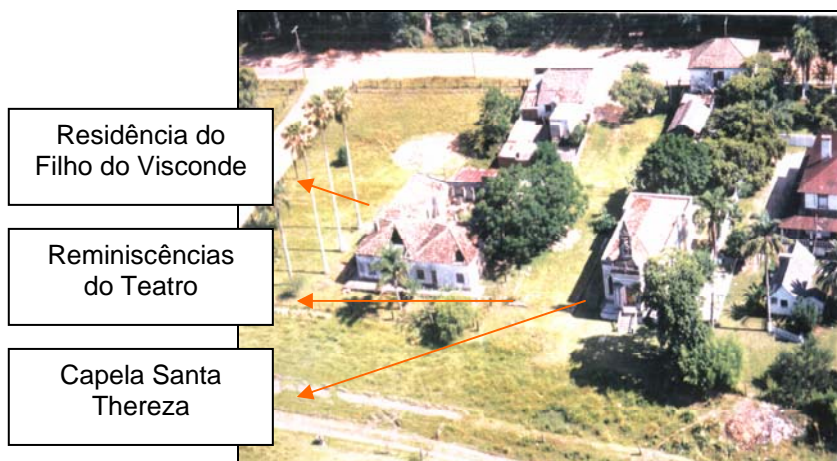 Residência do
Filho do Visconde
Reminiscências
do Teatro
Capela Santa
Thereza